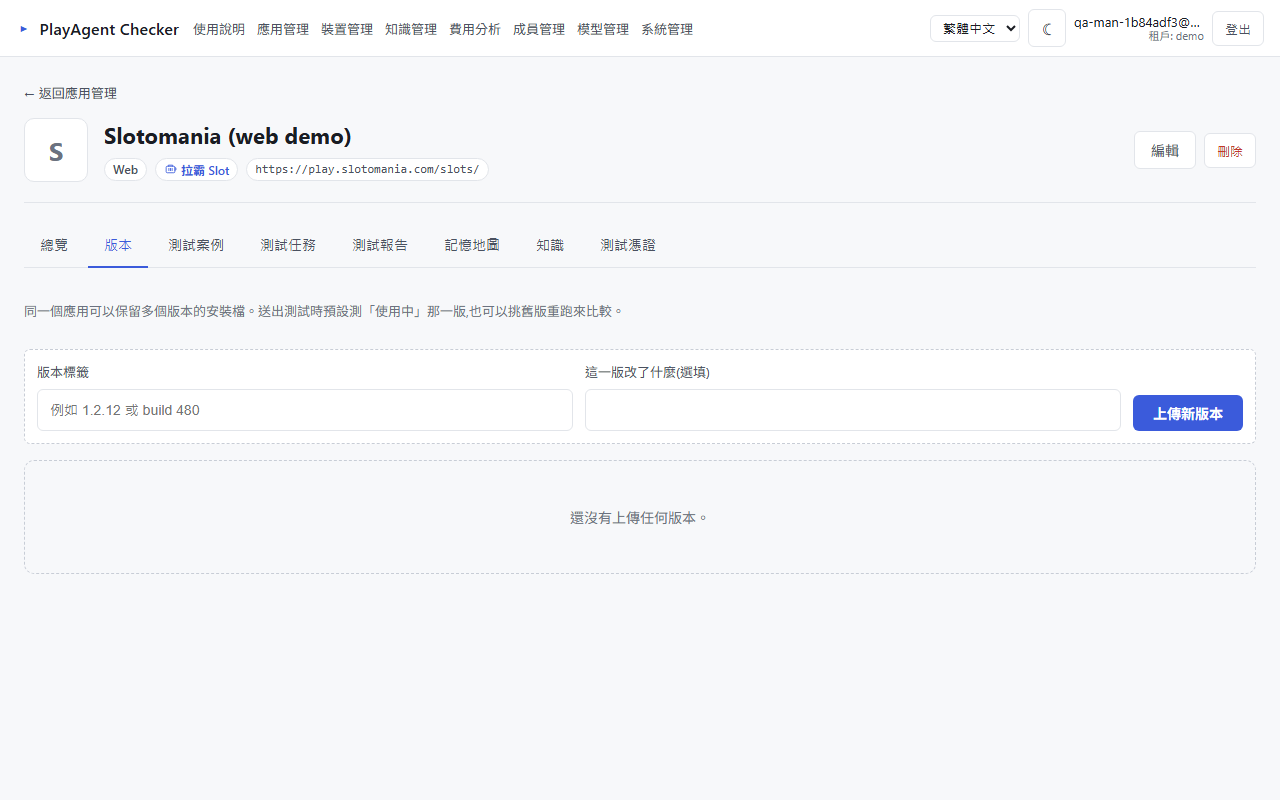 PlayAgent Checker 使用說明 應用管理 裝置管理 知識管理 費用分析 成員管理 模型管理 系統管理 繁體中文 qa-man-1b84adf3@... 登出
租戶: demo
← 返回應用管理
S
Slotomania (web demo)
Web 拉霸 Slot https://play.slotomania.com/slots/
編輯 刪除
總覽 版本 測試案例 測試任務 測試報告 記憶地圖 知識 測試憑證
同一個應用可以保留多個版本的安裝檔。送出測試時預設測「使用中」那一版,也可以挑舊版重跑來比較。
版本標籤 這一版改了什麼(選填)
例如 1.2.12 或 build 480 上傳新版本
還沒有上傳任何版本。